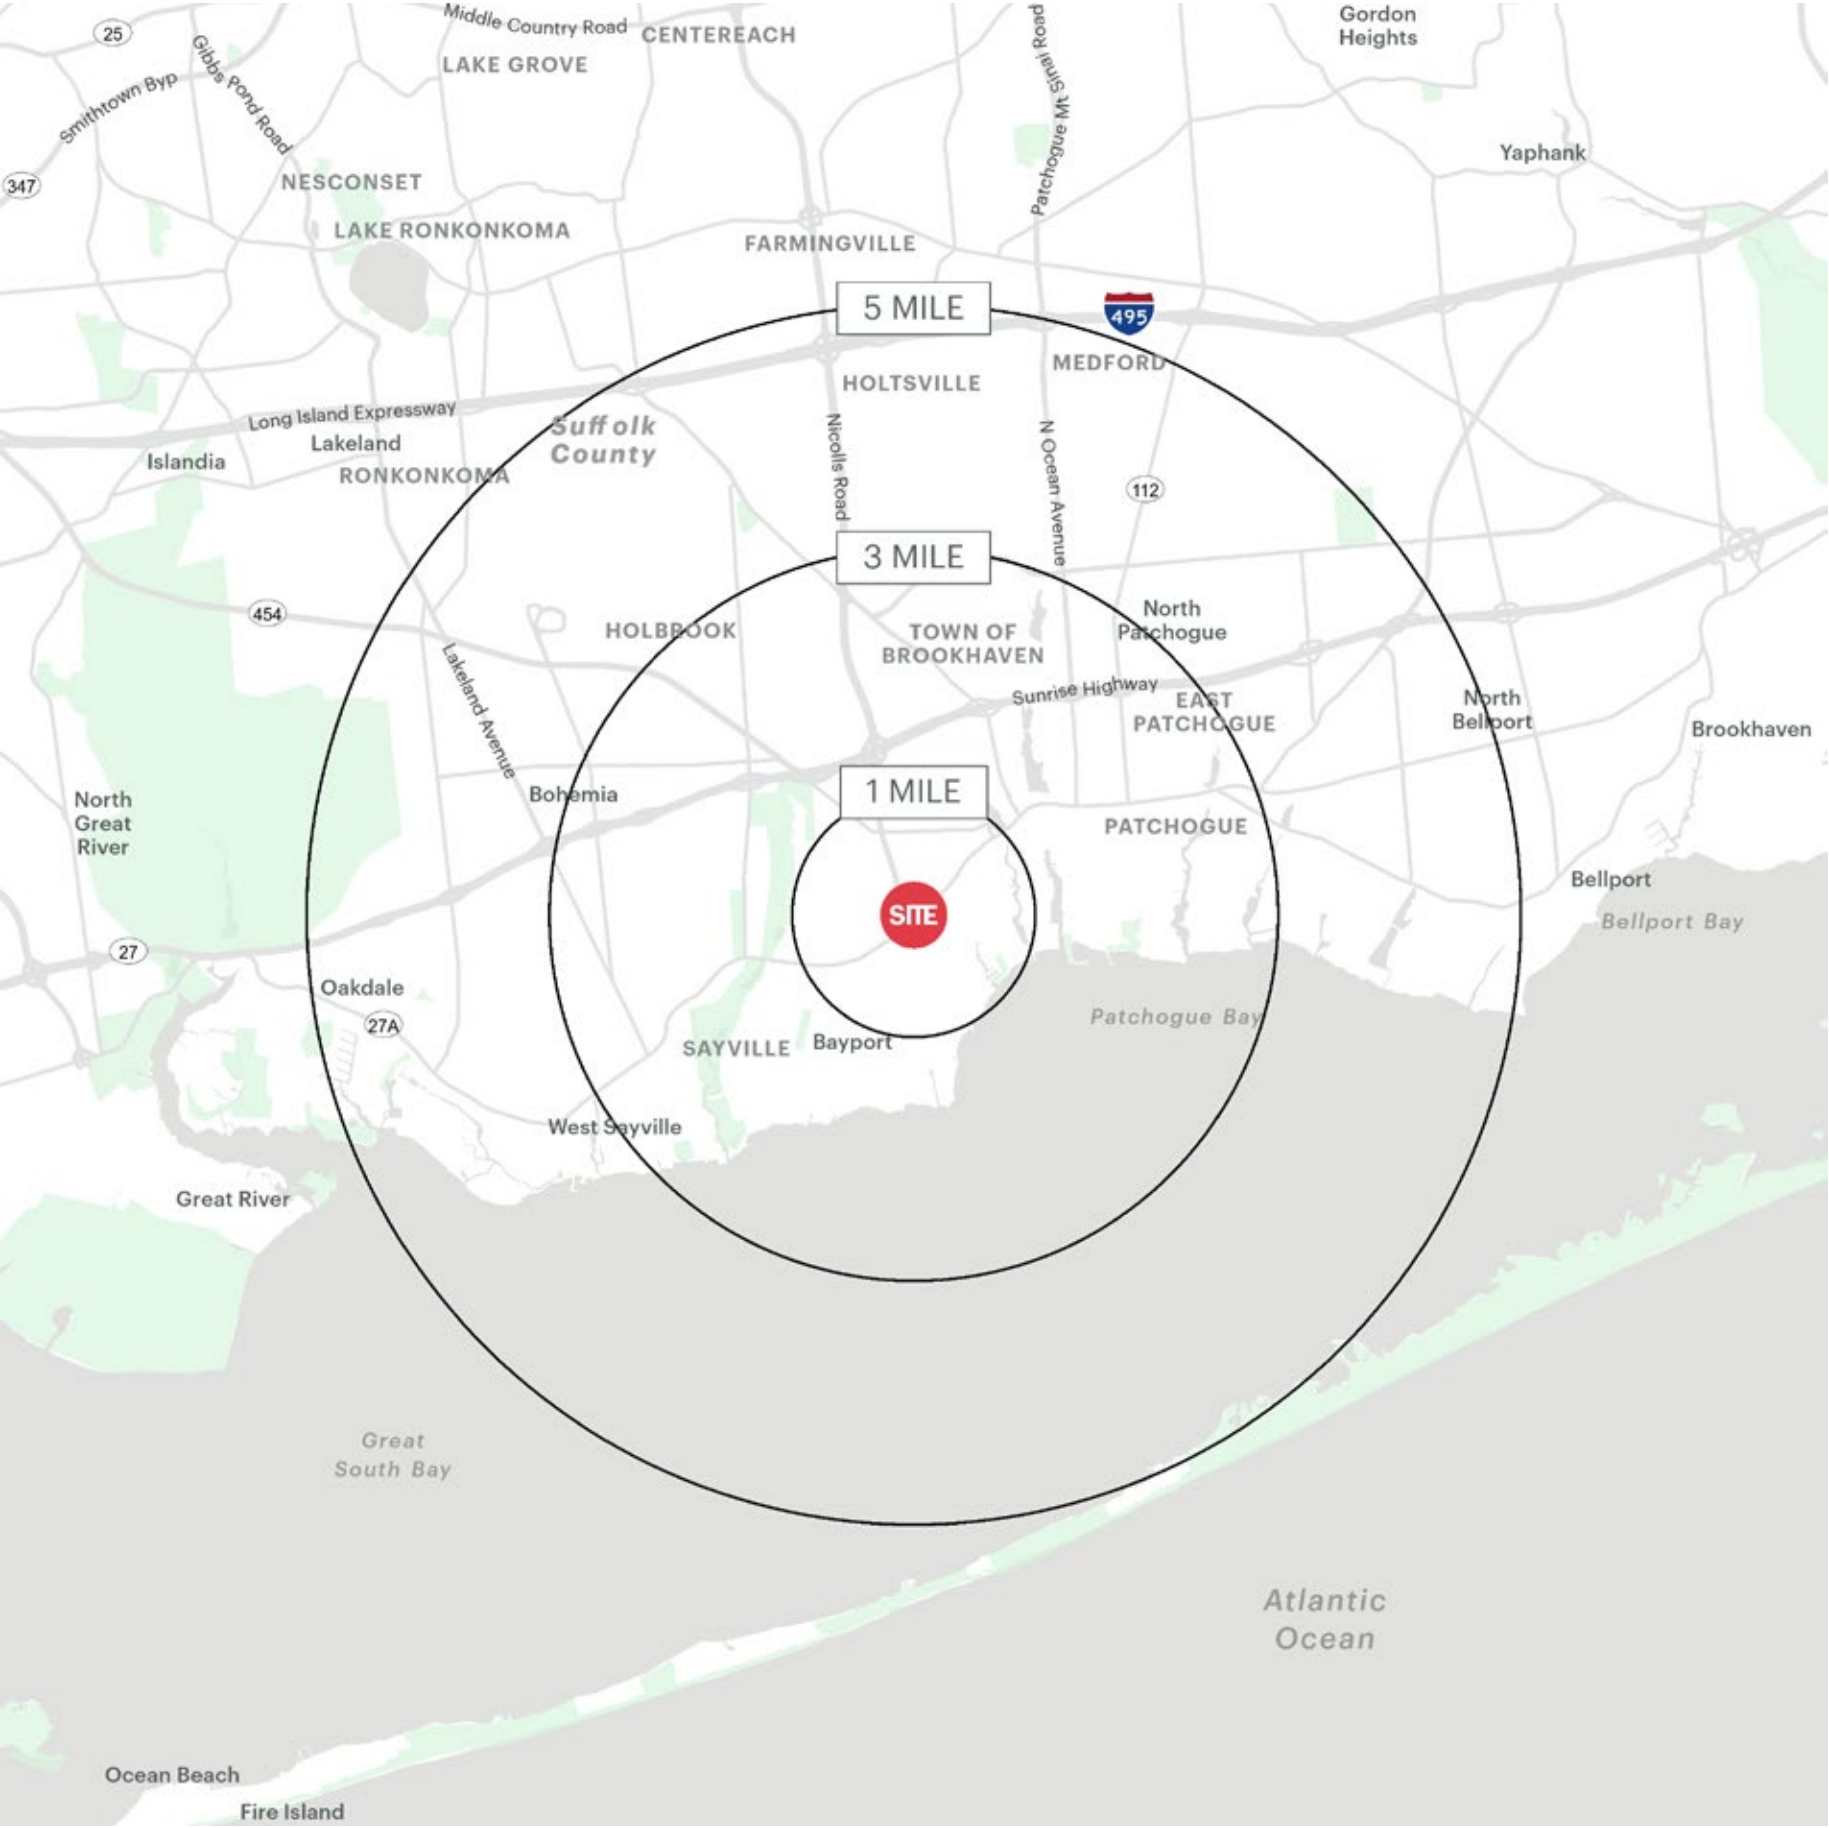 Middle Country Road
CENTEREACH
Gordon
Heights
25
Gibbs Pond Road
LAKE GROVE
Smithtown Byp
Patchogue Mt Sinai Road
Yaphank
347
NESCONSET
LAKE RONKONKOMA
FARMINGVILLE
5 MILE
495
MEDFORD
HOLTSVILLE
Long Island Expressway
Suffolk
County
Lakeland
Islandia
RONKONKOMA
Nicolls Road
N Ocean Avenue
112
3 MILE
454
HOLBROOK
TOWN OF
BROOKHAVEN
North
Patchogue
Lakeland Avenue
Sunrise Highway
EAST
PATCHOGUE
North
Bellport
Brookhaven
Bohemia
1 MILE
North
Great
River
PATCHOGUE
Bellport
SITE
Bellport Bay
27
Oakdale
27A
Patchogue Bay
SAYVILLE
Bayport
West Sayville
Great River
Great
South Bay
Atlantic
Ocean
Ocean Beach
Fire Island